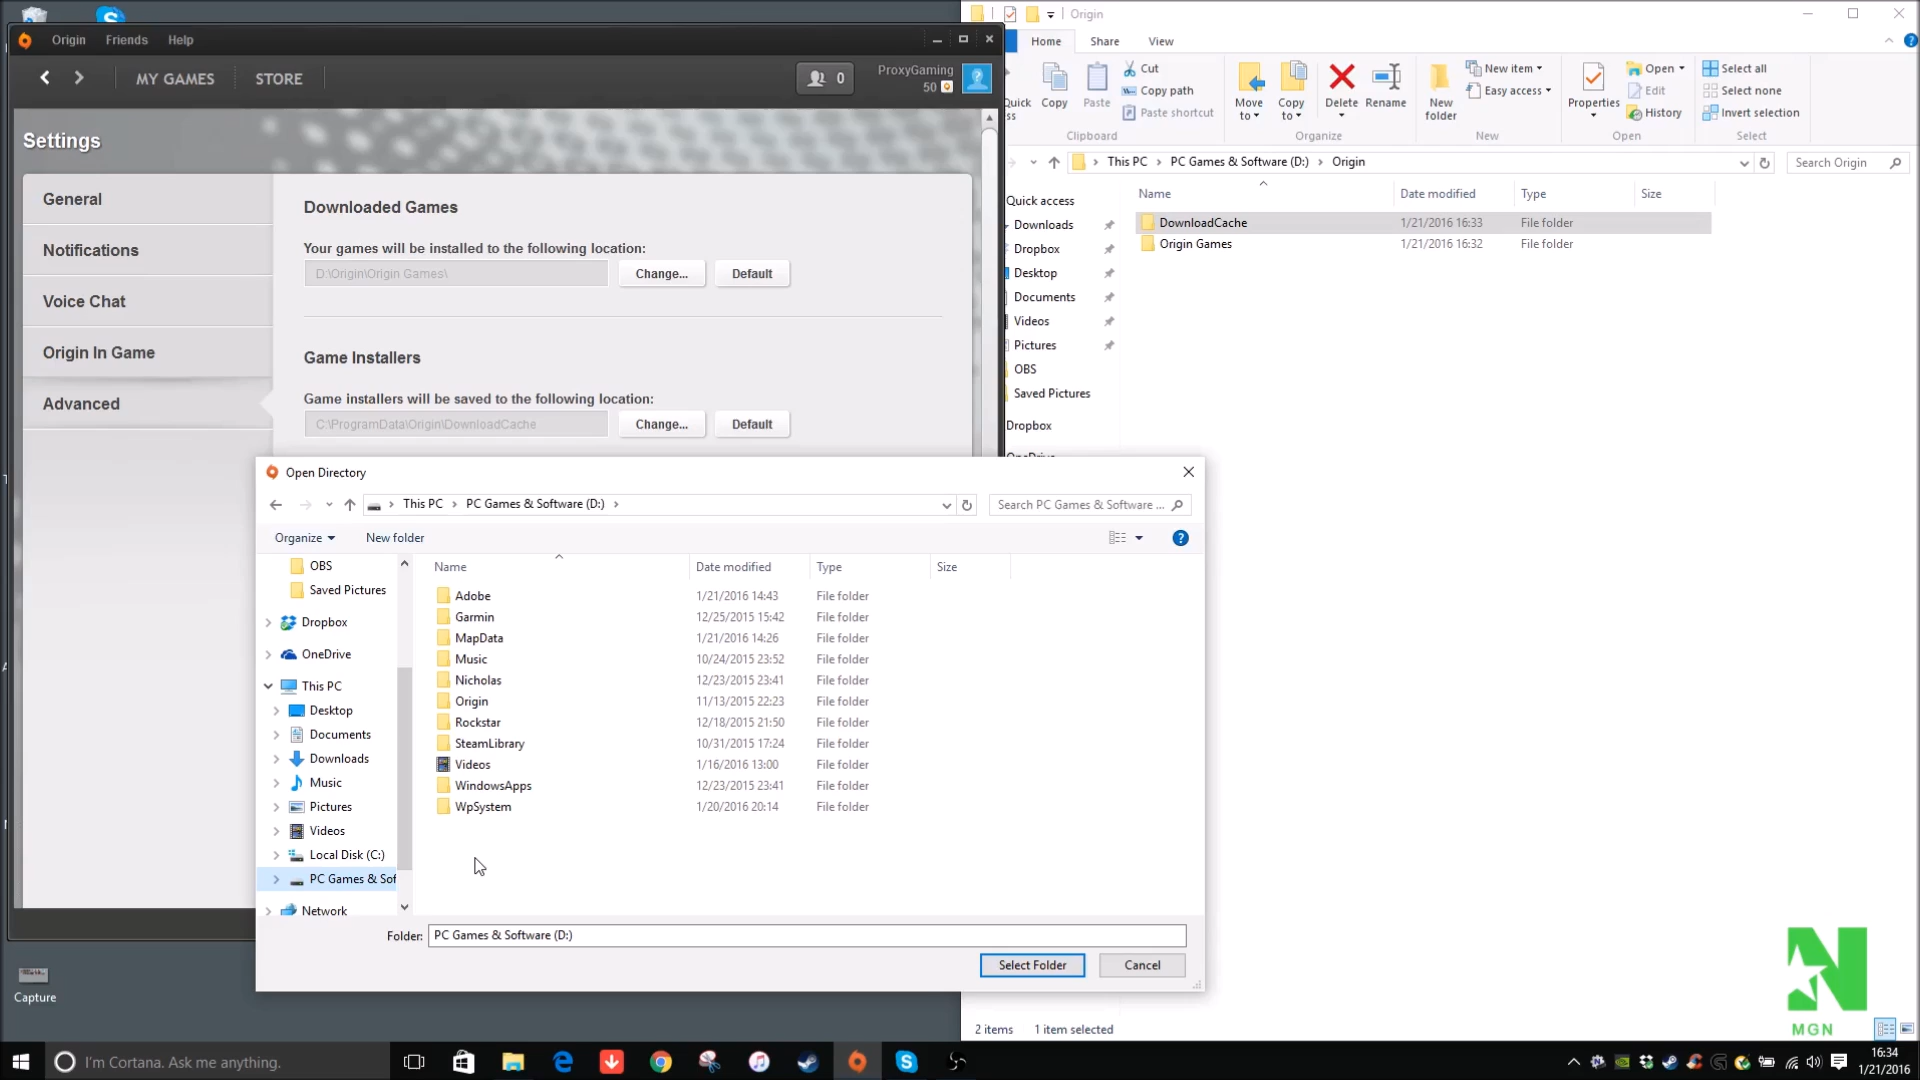 Origin Friends Help
MY GAMES STORE
0
ProxyGaming
50
Settings
General
Notifications
Voice Chat
Origin In Game
Advanced
Downloaded Games
Your games will be installed to the following location:
D:\Origin\Origin Games\
Change...
Default
Game Installers
Game installers will be saved to the following location:
C:\ProgramData\Origin\DownloadCache
Change...
Default
Origin
Home Share View
Copy
Paste
Cut
Copy path
Paste shortcut
Clipboard
Move to
Copy to
Delete
Rename
Organize
New folder
New item
Easy access
New
Properties
Open
Edit
History
Open
Select all
Select none
Invert selection
Select
This PC > PC Games & Software (D:) > Origin
Search Origin
Name Date modified Type Size
DownloadCache 1/21/2016 16:33 File folder
Origin Games 1/21/2016 16:32 File folder
Quick access
Downloads
Dropbox
Desktop
Documents
Videos
Pictures
OBS
Saved Pictures
Dropbox
2 items 1 item selected
Open Directory
This PC > PC Games & Software (D:) >
Search PC Games & Software ...
Organize New folder
OBS
Saved Pictures
Dropbox
OneDrive
This PC
Desktop
Documents
Downloads
Music
Pictures
Videos
Local Disk (C:)
PC Games & Sof
Network
Name Date modified Type Size
Adobe 1/21/2016 14:43 File folder
Garmin 12/25/2015 15:42 File folder
MapData 1/21/2016 14:26 File folder
Music 10/24/2015 23:52 File folder
Nicholas 12/23/2015 23:41 File folder
Origin 11/13/2015 22:23 File folder
Rockstar 12/18/2015 21:50 File folder
SteamLibrary 10/31/2015 17:24 File folder
Videos 1/16/2016 13:00 File folder
WindowsApps 12/23/2015 23:41 File folder
WpSystem 1/20/2016 20:14 File folder
Folder: PC Games & Software (D:)
Select Folder Cancel
Capture
N
MGN
I'm Cortana. Ask me anything.
16:34
1/21/2016